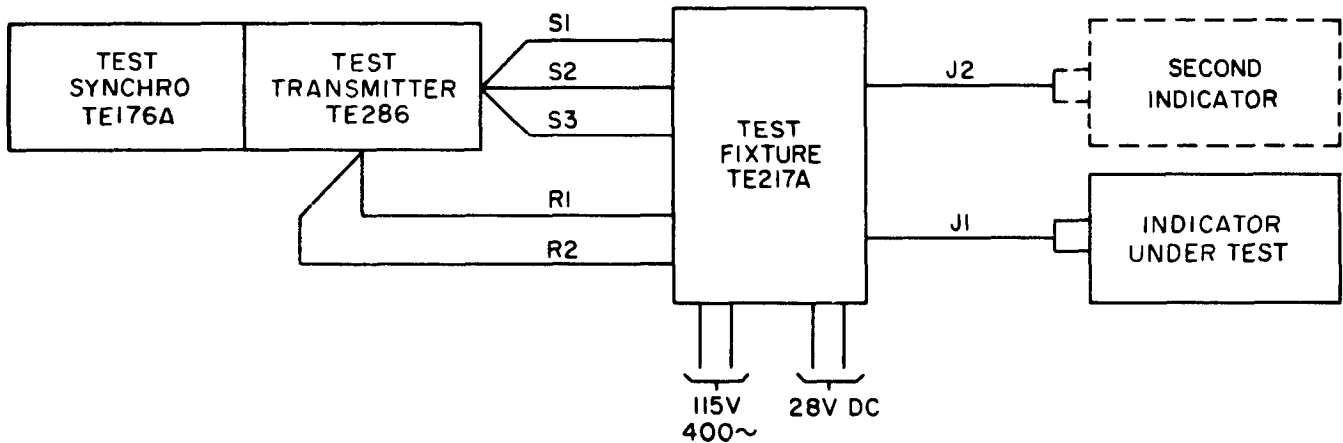 TEST
SYNCHRO
TE176A
TEST
TRANSMITTER
TE286
S1
S2
S3
R1
R2
TEST
FIXTURE
TE217A
J2
J1
SECOND
INDICATOR
INDICATOR
UNDER TEST
115V
400~
28V DC